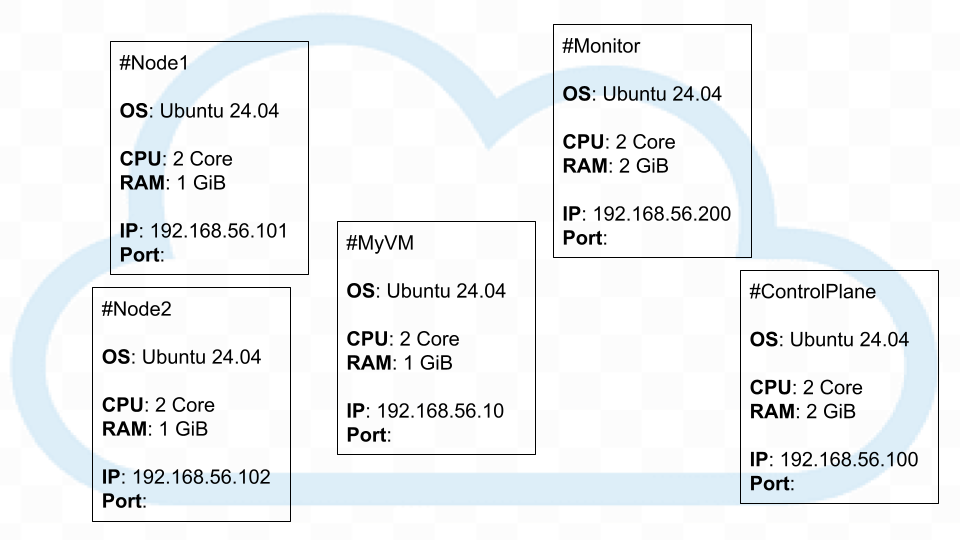 #Node1
OS: Ubuntu 24.04
CPU: 2 Core
RAM: 1 GiB
IP: 192.168.56.101
Port:
#Node2
OS: Ubuntu 24.04
CPU: 2 Core
RAM: 1 GiB
IP: 192.168.56.102
Port:
#MyVM
OS: Ubuntu 24.04
CPU: 2 Core
RAM: 1 GiB
IP: 192.168.56.10
Port:
#Monitor
OS: Ubuntu 24.04
CPU: 2 Core
RAM: 2 GiB
IP: 192.168.56.200
Port:
#ControlPlane
OS: Ubuntu 24.04
CPU: 2 Core
RAM: 2 GiB
IP: 192.168.56.100
Port: